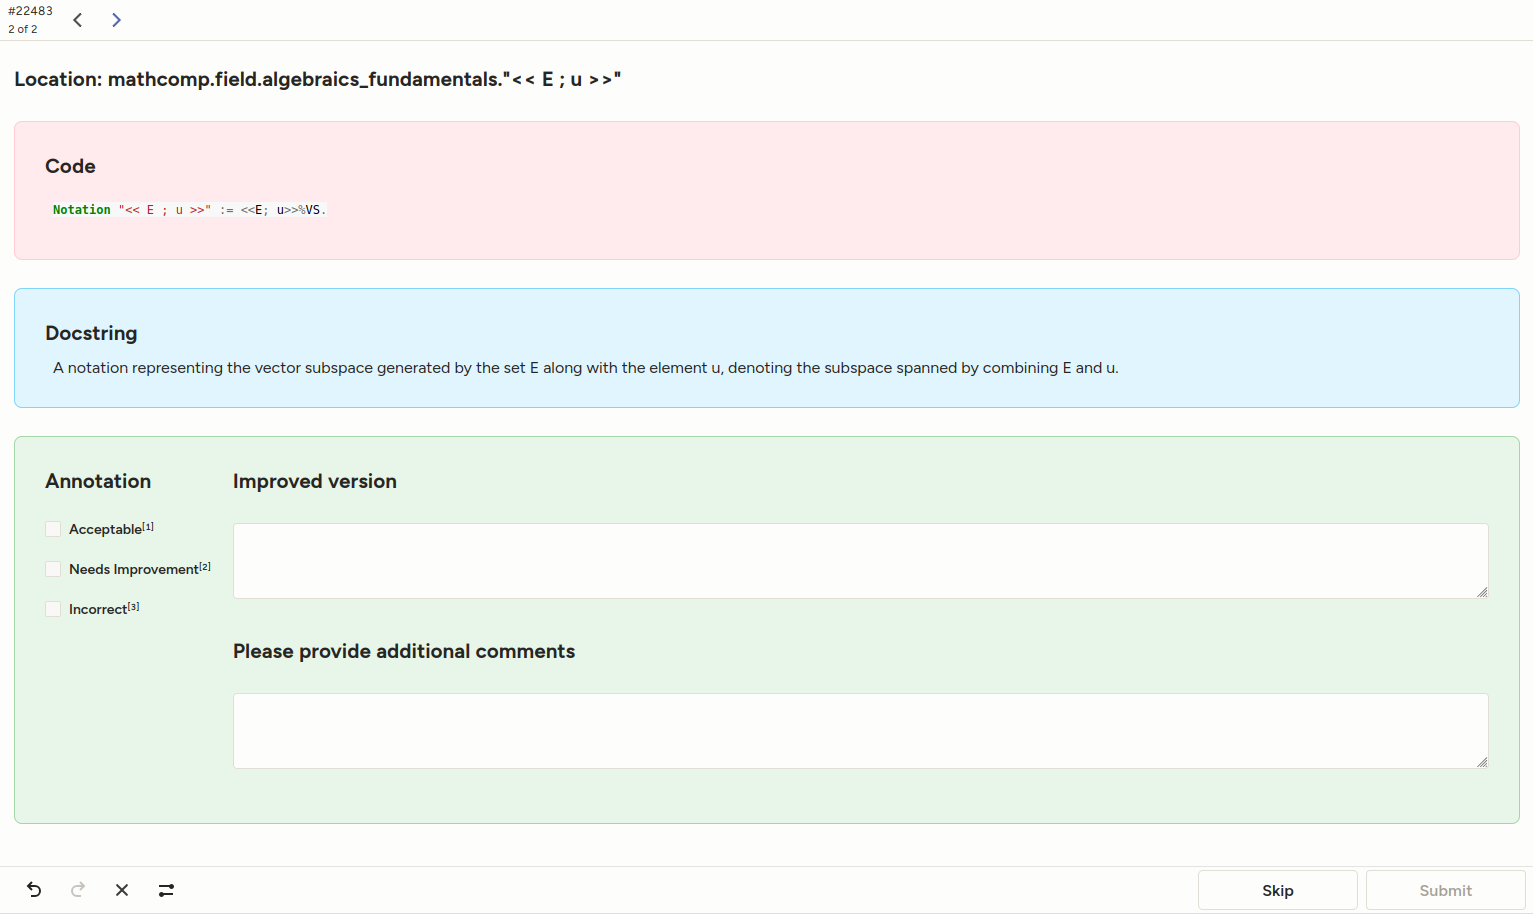 #22483
2 of 2
Location: mathcomp.field.algebraics_fundamentals."<< E ; u >>"
Code
Notation "<< E ; u >>" := <<E; u>>%VS.
Docstring
A notation representing the vector subspace generated by the set E along with the element u, denoting the subspace spanned by combining E and u.
Annotation
Acceptable[1]
Needs Improvement[2]
Incorrect[3]
Improved version
Please provide additional comments
Skip
Submit